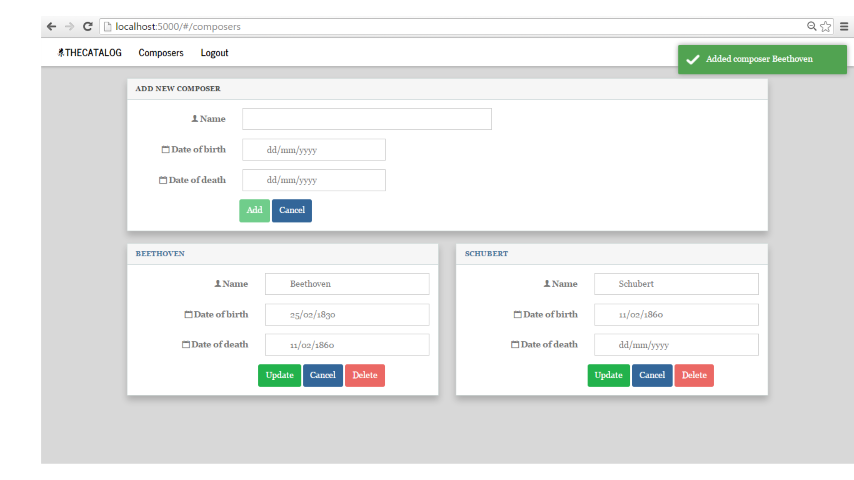 localhost:5000/#/composers
THECATALOG Composers Logout
Added composer Beethoven
ADD NEW COMPOSER
Name
Date of birth dd/mm/yyyy
Date of death dd/mm/yyyy
Add Cancel
BEETHOVEN
Name Beethoven
Date of birth 25/02/1830
Date of death 11/02/1860
Update Cancel Delete
SCHUBERT
Name Schubert
Date of birth 11/02/1860
Date of death dd/mm/yyyy
Update Cancel Delete